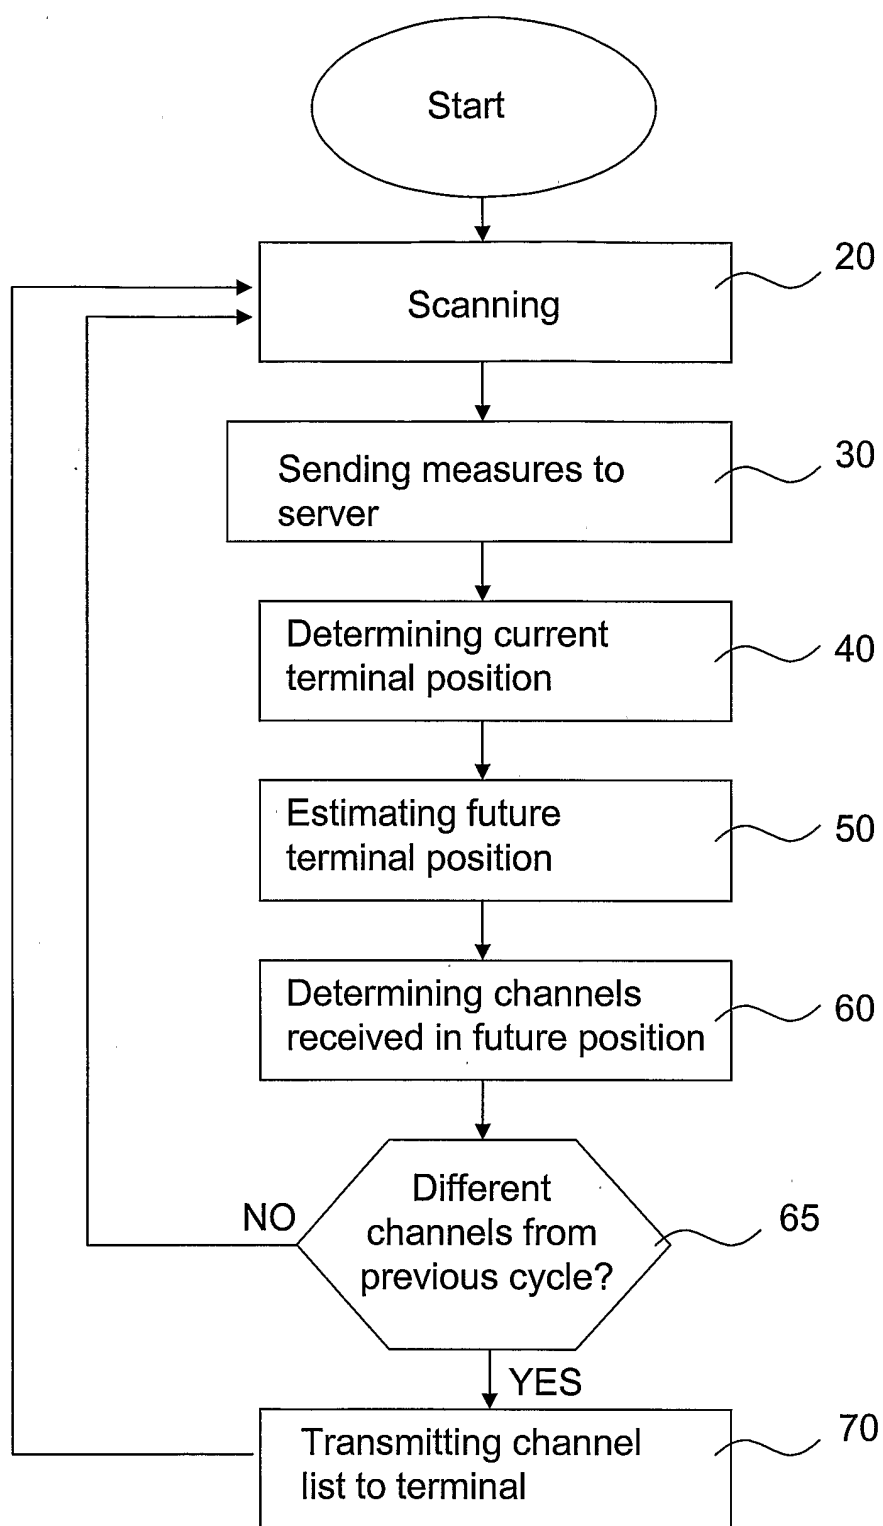 Start
20
Scanning
30
Sending measures to
server
Determining current
40
terminal position
Estimating future
50
terminal position
Determining channels
60
received in future position
Different
NO
channels from
65
previous cycle?
YES
Transmitting channel
70
list to terminal